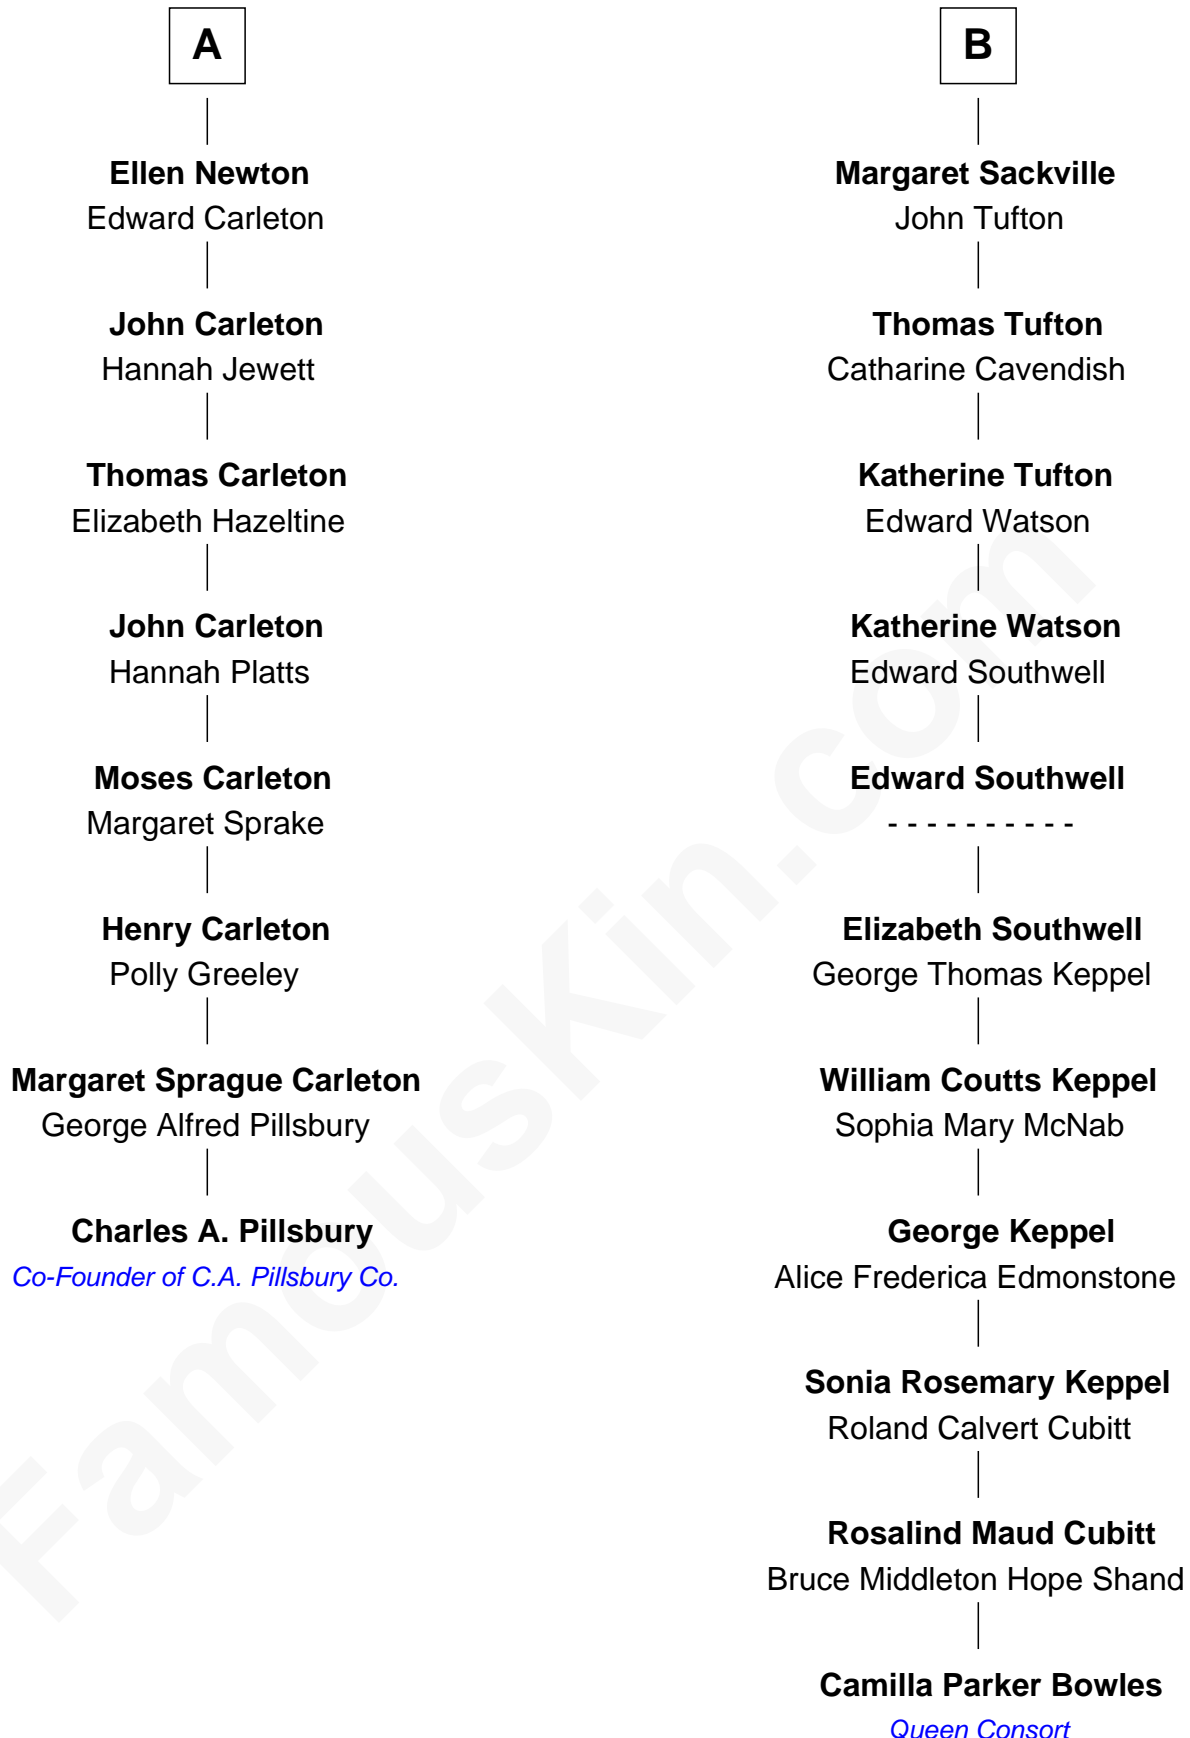 A
Ellen Newton
Edward Carleton
John Carleton
Hannah Jewett
Thomas Carleton
Elizabeth Hazeltine
John Carleton
Hannah Platts
Moses Carleton
Margaret Sprake
Henry Carleton
Polly Greeley
Margaret Sprague Carleton
George Alfred Pillsbury
Charles A. Pillsbury
Co-Founder of C.A. Pillsbury Co.
B
Margaret Sackville
John Tufton
Thomas Tufton
Catharine Cavendish
Katherine Tufton
Edward Watson
Katherine Watson
Edward Southwell
Edward Southwell
- - - - - - - - - -
Elizabeth Southwell
George Thomas Keppel
William Coutts Keppel
Sophia Mary McNab
George Keppel
Alice Frederica Edmonstone
Sonia Rosemary Keppel
Roland Calvert Cubitt
Rosalind Maud Cubitt
Bruce Middleton Hope Shand
Camilla Parker Bowles
Queen Consort
FamousKin.com